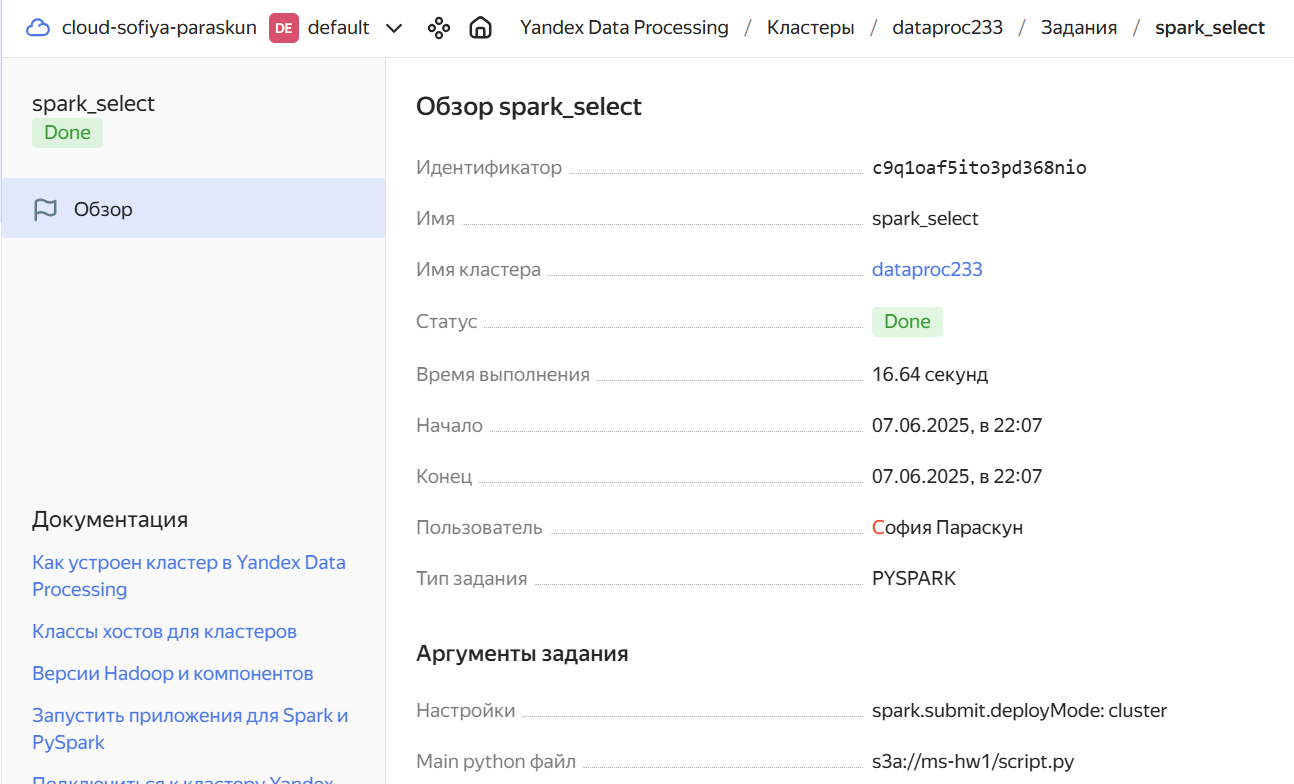 cloud-sofiya-paraskun DE default Yandex Data Processing / Кластеры / dataproc233 / Задания / spark_select
spark_select
Done
Обзор
Документация
Как устроен кластер в Yandex Data
Processing
Классы хостов для кластеров
Версии Hadoop и компонентов
Запустить приложения для Spark и
PySpark
Подключиться к кластеру Yandex
Обзор spark_select
Идентификатор c9q1oaf5ito3pd368nio
Имя spark_select
Имя кластера dataproc233
Статус Done
Время выполнения 16.64 секунд
Начало 07.06.2025, в 22:07
Конец 07.06.2025, в 22:07
Пользователь София Параскун
Тип задания PYSPARK
Аргументы задания
Настройки spark.submit.deployMode: cluster
Main python файл s3a://ms-hw1/script.py